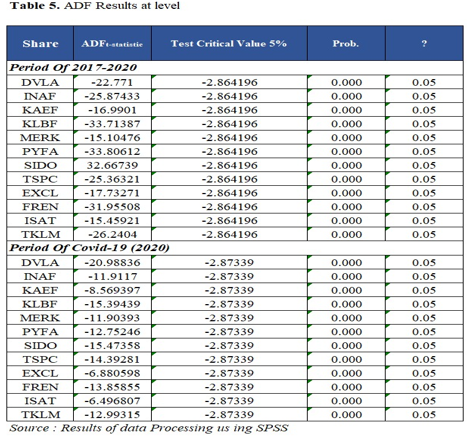 Table 5. ADF Results at level
Share ADFt-statistic Test Critical Value 5% Prob. ?
Period Of 2017-2020
DVLA -22.771 -2.864196 0.000 0.05
INAF -25.87433 -2.864196 0.000 0.05
KAEF -16.9901 -2.864196 0.000 0.05
KLBF -33.71387 -2.864196 0.000 0.05
MERK -15.10476 -2.864196 0.000 0.05
PYFA -33.80612 -2.864196 0.000 0.05
SIDO 32.66739 -2.864196 0.000 0.05
TSPC -25.36321 -2.864196 0.000 0.05
EXCL -17.73271 -2.864196 0.000 0.05
FREN -31.95508 -2.864196 0.000 0.05
ISAT -15.45921 -2.864196 0.000 0.05
TKLM -26.2404 -2.864196 0.000 0.05
Period Of Covid-19 (2020)
DVLA -20.98836 -2.87339 0.000 0.05
INAF -11.9117 -2.87339 0.000 0.05
KAEF -8.569397 -2.87339 0.000 0.05
KLBF -15.39439 -2.87339 0.000 0.05
MERK -11.90393 -2.87339 0.000 0.05
PYFA -12.75246 -2.87339 0.000 0.05
SIDO -15.47358 -2.87339 0.000 0.05
TSPC -14.39281 -2.87339 0.000 0.05
EXCL -6.880598 -2.87339 0.000 0.05
FREN -13.85855 -2.87339 0.000 0.05
ISAT -6.496807 -2.87339 0.000 0.05
TKLM -12.99315 -2.87339 0.000 0.05
Source : Results of data Processing us ing SPSS